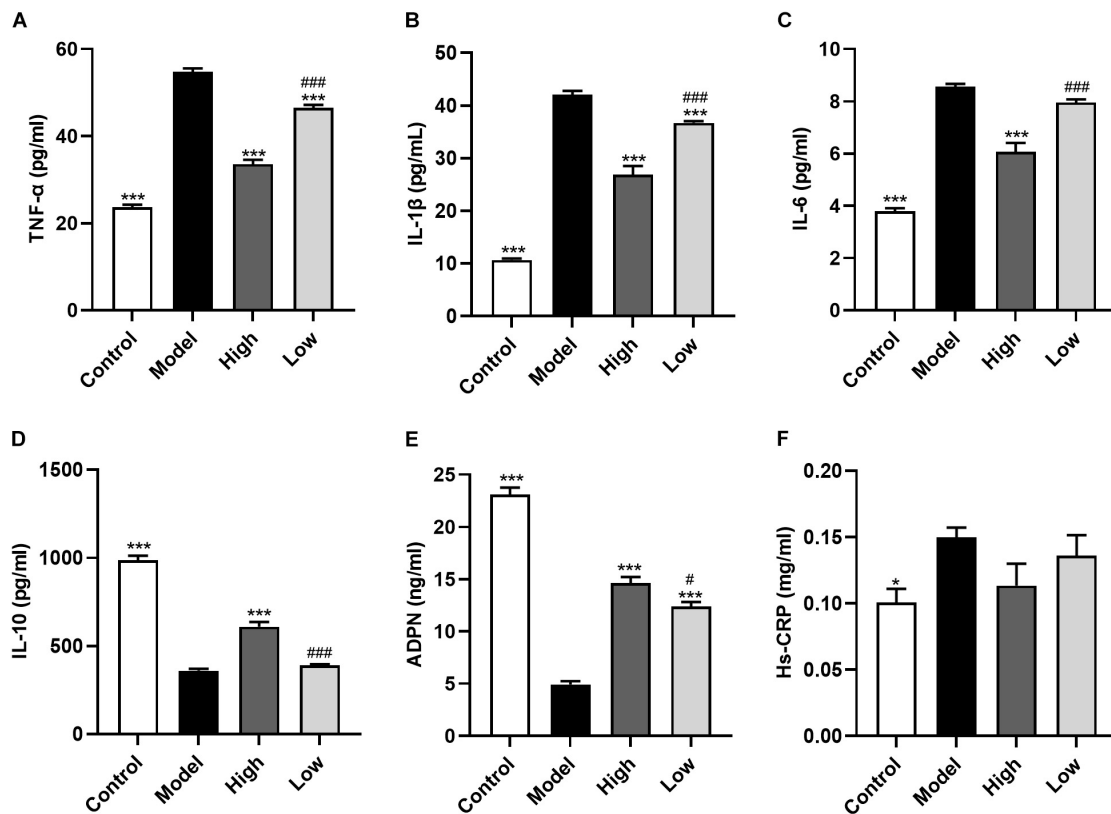 A
TNF-α (pg/ml)
60
40
20
0
***
***
###
***
Control
Model
High
Low
B
IL-1β (pg/mL)
50
40
30
20
10
0
***
***
###
***
Control
Model
High
Low
C
IL-6 (pg/ml)
10
8
6
4
2
0
***
***
###
Control
Model
High
Low
D
IL-10 (pg/ml)
1500
1000
500
0
***
***
###
Control
Model
High
Low
E
ADPN (ng/ml)
25
20
15
10
5
0
***
***
#
***
Control
Model
High
Low
F
Hs-CRP (mg/ml)
0.20
0.15
0.10
0.05
0.00
*
Control
Model
High
Low